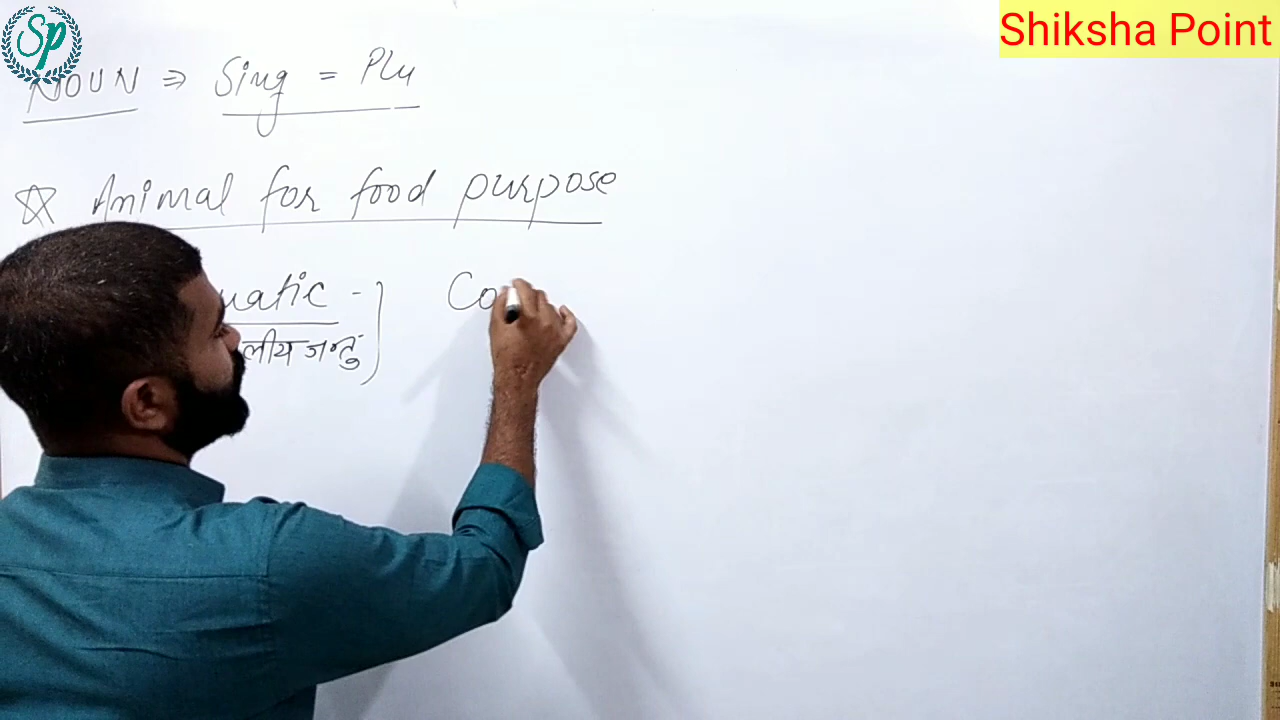 Sp
Shiksha Point
NOUN ⇒ Sing = Plu
☆ Animal for food purpose
uatic - Co
लीय जन्तु